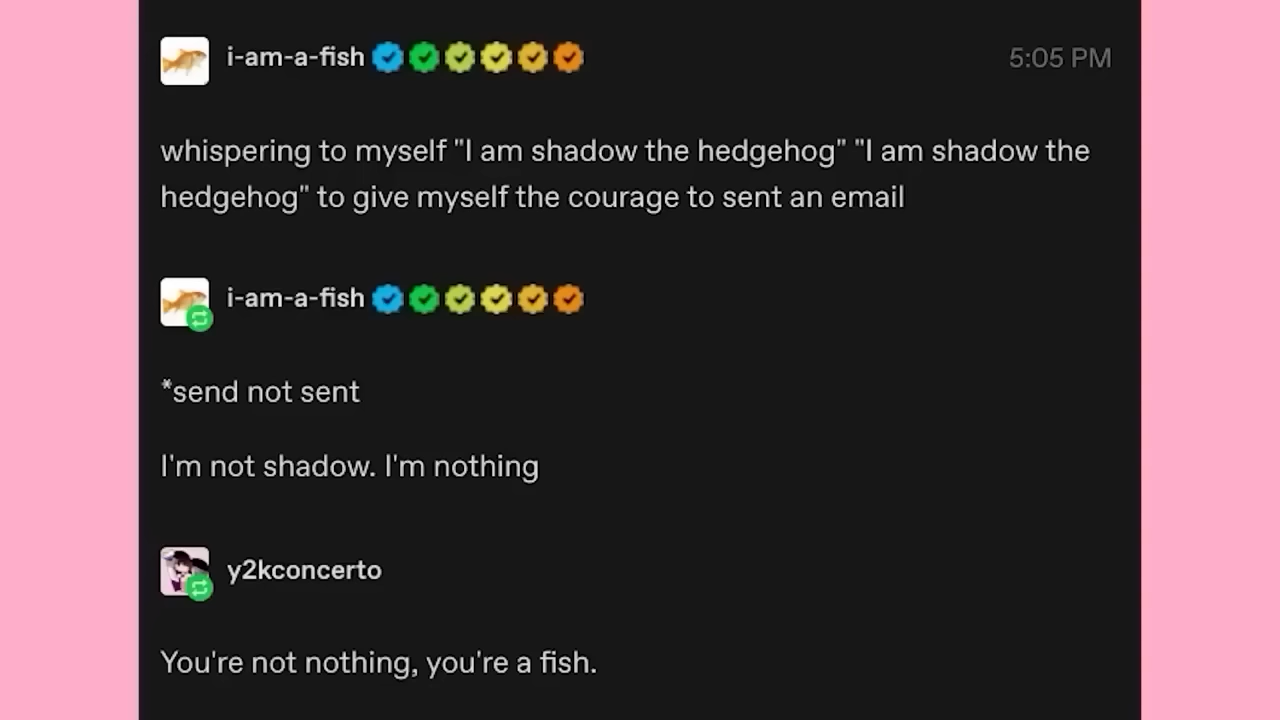 i-am-a-fish
5:05 PM
whispering to myself "I am shadow the hedgehog" "I am shadow the
hedgehog" to give myself the courage to sent an email
i-am-a-fish
*send not sent
I'm not shadow. I'm nothing
y2kconcerto
You're not nothing, you're a fish.